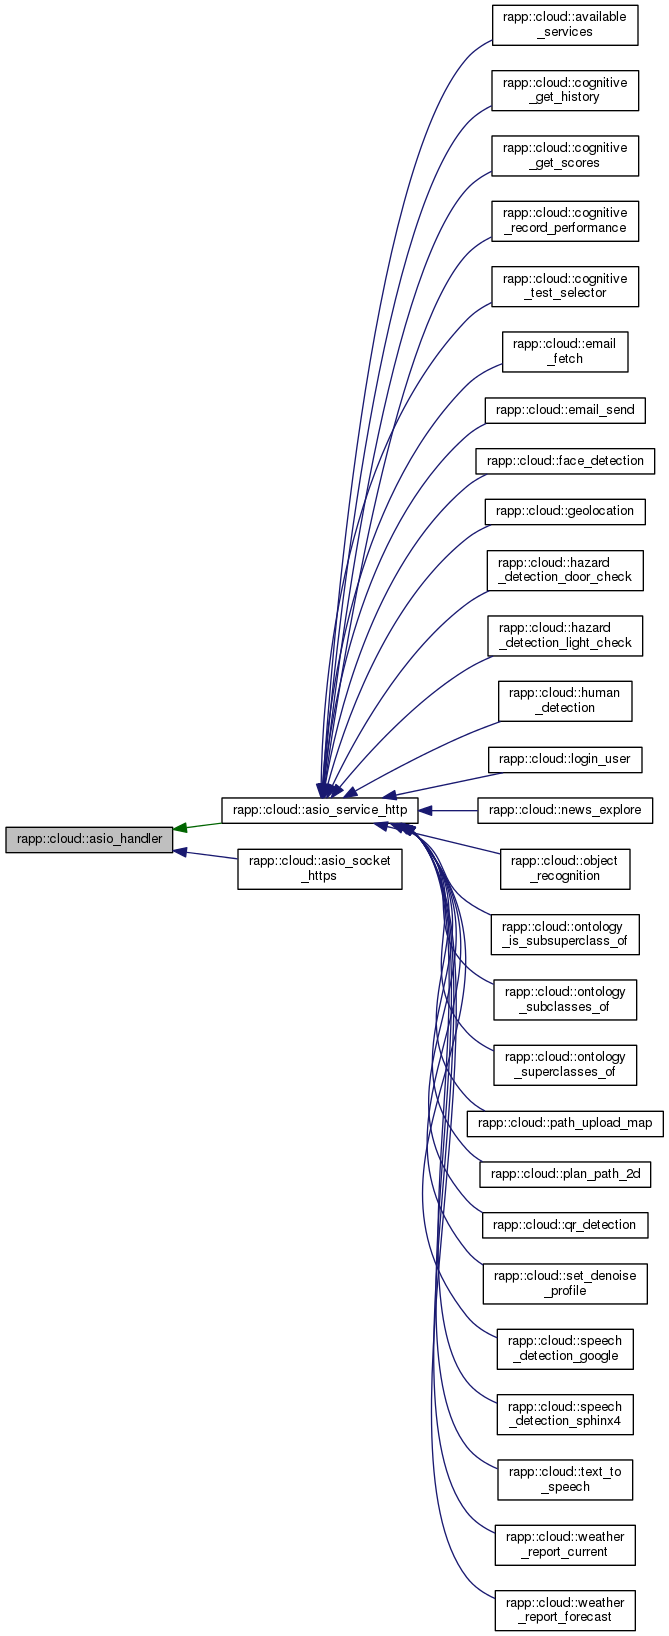 rapp::cloud::available
_services
rapp::cloud::cognitive
_get_history
rapp::cloud::cognitive
_get_scores
rapp::cloud::cognitive
_record_performance
rapp::cloud::cognitive
_test_selector
rapp::cloud::email
_fetch
rapp::cloud::email_send
rapp::cloud::face_detection
rapp::cloud::geolocation
rapp::cloud::hazard
_detection_door_check
rapp::cloud::hazard
_detection_light_check
rapp::cloud::human
_detection
rapp::cloud::login_user
rapp::cloud::asio_service_http
rapp::cloud::news_explore
rapp::cloud::asio_handler
rapp::cloud::asio_socket
_https
rapp::cloud::object
_recognition
rapp::cloud::ontology
_is_subsuperclass_of
rapp::cloud::ontology
_subclasses_of
rapp::cloud::ontology
_superclasses_of
rapp::cloud::path_upload_map
rapp::cloud::plan_path_2d
rapp::cloud::qr_detection
rapp::cloud::set_denoise
_profile
rapp::cloud::speech
_detection_google
rapp::cloud::speech
_detection_sphinx4
rapp::cloud::text_to
_speech
rapp::cloud::weather
_report_current
rapp::cloud::weather
_report_forecast